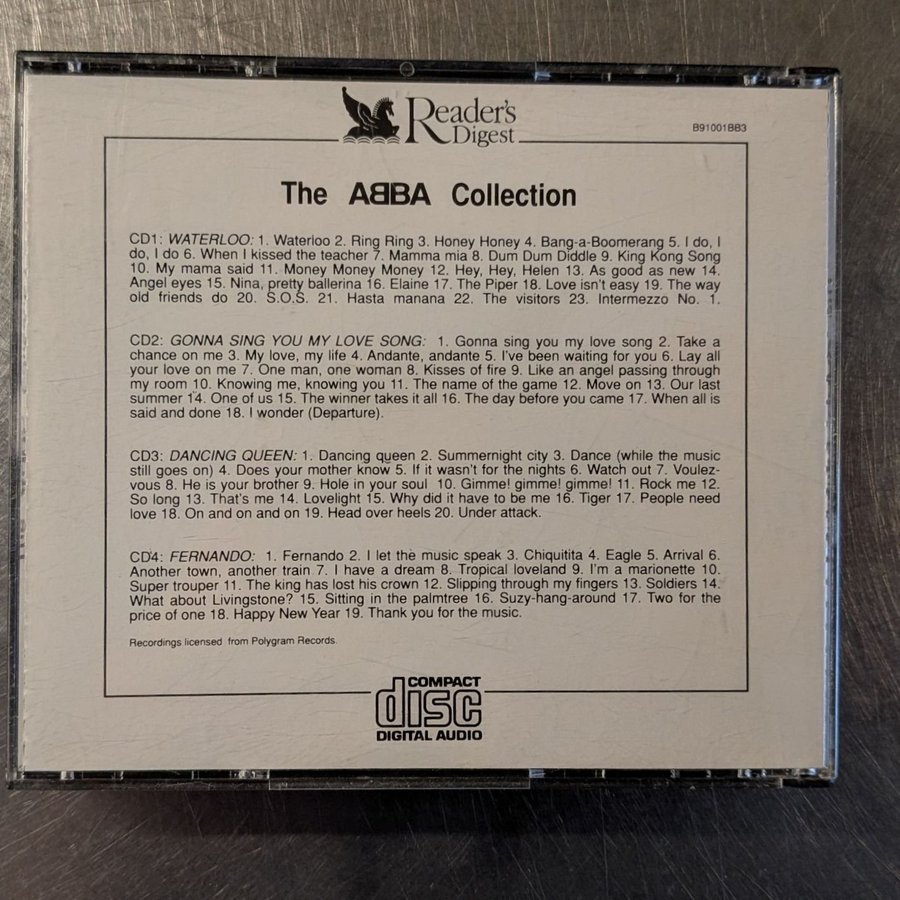 Reader's
Digest
B91001BB3
The ABBA Collection
CD1: WATERLOO: 1. Waterloo 2. Ring Ring 3. Honey Honey 4. Bang-a-Boomerang 5. I do, I
do, I do 6. When I kissed the teacher 7. Mamma mia 8. Dum Dum Diddle 9. King Kong Song
10. My mama said 11. Money Money Money 12. Hey, Hey, Helen 13. As good as new 14.
Angel eyes 15. Nina, pretty ballerina 16. Elaine 17. The Piper 18. Love isn't easy 19. The way
old friends do 20. S.O.S. 21. Hasta manana 22. The visitors 23. Intermezzo No. 1.
CD2: GONNA SING YOU MY LOVE SONG: 1. Gonna sing you my love song 2. Take a
chance on me 3. My love, my life 4. Andante, andante 5. I've been waiting for you 6. Lay all
your love on me 7. One man, one woman 8. Kisses of fire 9. Like an angel passing through
my room 10. Knowing me, knowing you 11. The name of the game 12. Move on 13. Our last
summer 14. One of us 15. The winner takes it all 16. The day before you came 17. When all is
said and done 18. I wonder (Departure).
CD3: DANCING QUEEN: 1. Dancing queen 2. Summernight city 3. Dance (while the music
still goes on) 4. Does your mother know 5. If it wasn't for the nights 6. Watch out 7. Voulez-
vous 8. He is your brother 9. Hole in your soul 10. Gimme! gimme! gimme! 11. Rock me 12.
So long 13. That's me 14. Lovelight 15. Why did it have to be me 16. Tiger 17. People need
love 18. On and on and on 19. Head over heels 20. Under attack.
CD4: FERNANDO: 1. Fernando 2. I let the music speak 3. Chiquitita 4. Eagle 5. Arrival 6.
Another town, another train 7. I have a dream 8. Tropical loveland 9. I'm a marionette 10.
Super trouper 11. The king has lost his crown 12. Slipping through my fingers 13. Soldiers 14.
What about Livingstone? 15. Sitting in the palmtree 16. Suzy-hang-around 17. Two for the
price of one 18. Happy New Year 19. Thank you for the music.
Recordings licensed from Polygram Records.
COMPACT
disc
DIGITAL AUDIO